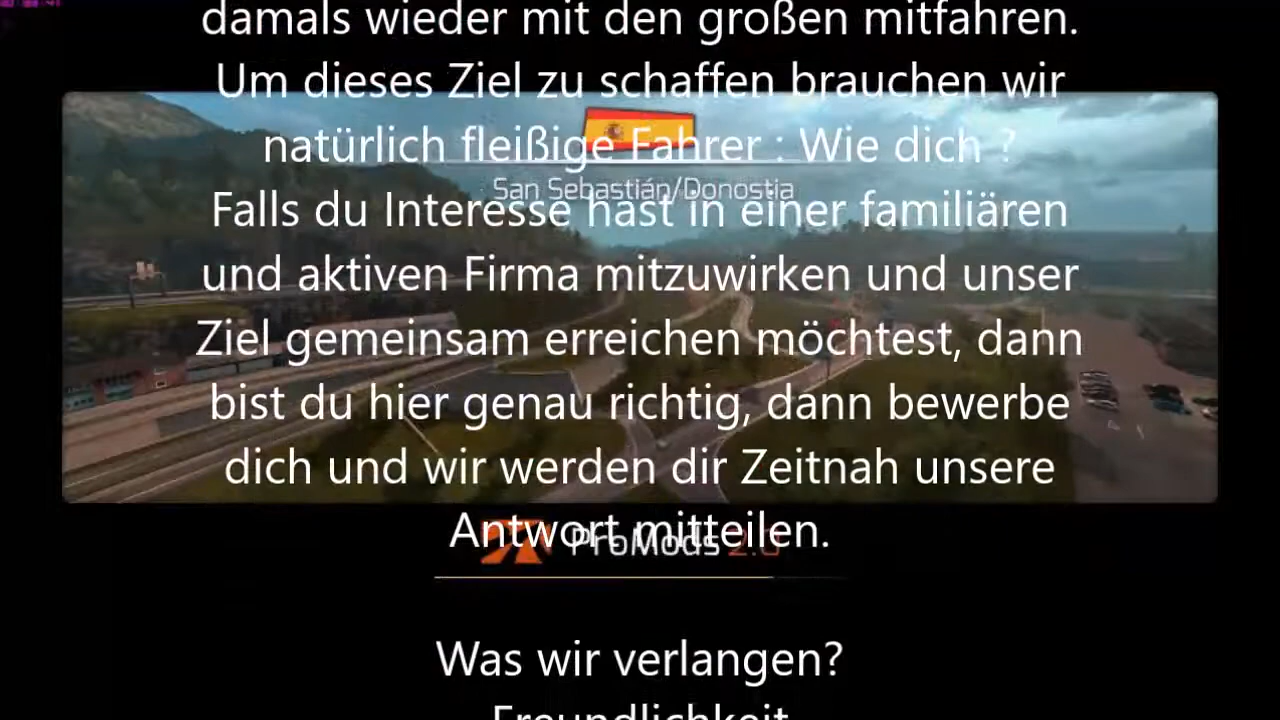 damals wieder mit den großen mitfahren.
Um dieses Ziel zu schaffen brauchen wir
natürlich fleißige Fahrer : Wie dich ?
San Sebastián/Donostia
Falls du Interesse hast in einer familiären
und aktiven Firma mitzuwirken und unser
Ziel gemeinsam erreichen möchtest, dann
bist du hier genau richtig, dann bewerbe
dich und wir werden dir Zeitnah unsere
Antwort mitteilen.
ProMods 2.0
Was wir verlangen?
Freundlichkeit